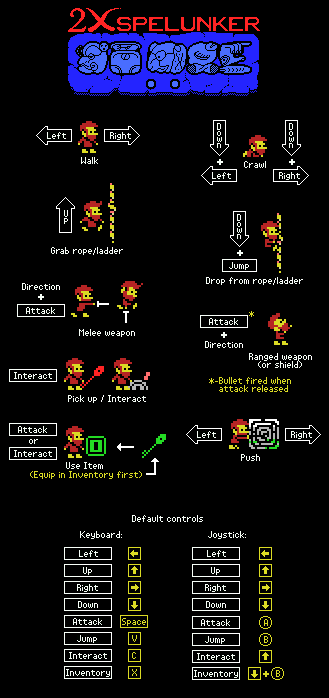 2X SPELUNKER
Left
Right
Walk
Down
Down
+
+
Left
Right
Crawl
UP
Grab rope/ladder
Down
+
Jump
Drop from rope/ladder
Direction
+
Attack
Melee weapon
Attack
*
+
Direction
Ranged weapon
(or shield)
*-Bullet fired when
attack released
Interact
Pick up / Interact
Attack
or
Interact
Use Item
(Equip in Inventory first)
Left
Right
Push
Default controls
Keyboard:
Joystick:
Left ←
Left ←
Up ↑
Up ↑
Right →
Right →
Down ↓
Down ↓
Attack Space
Attack A
Jump V
Jump B
Interact C
Interact ↑
Inventory X
Inventory ↓+B